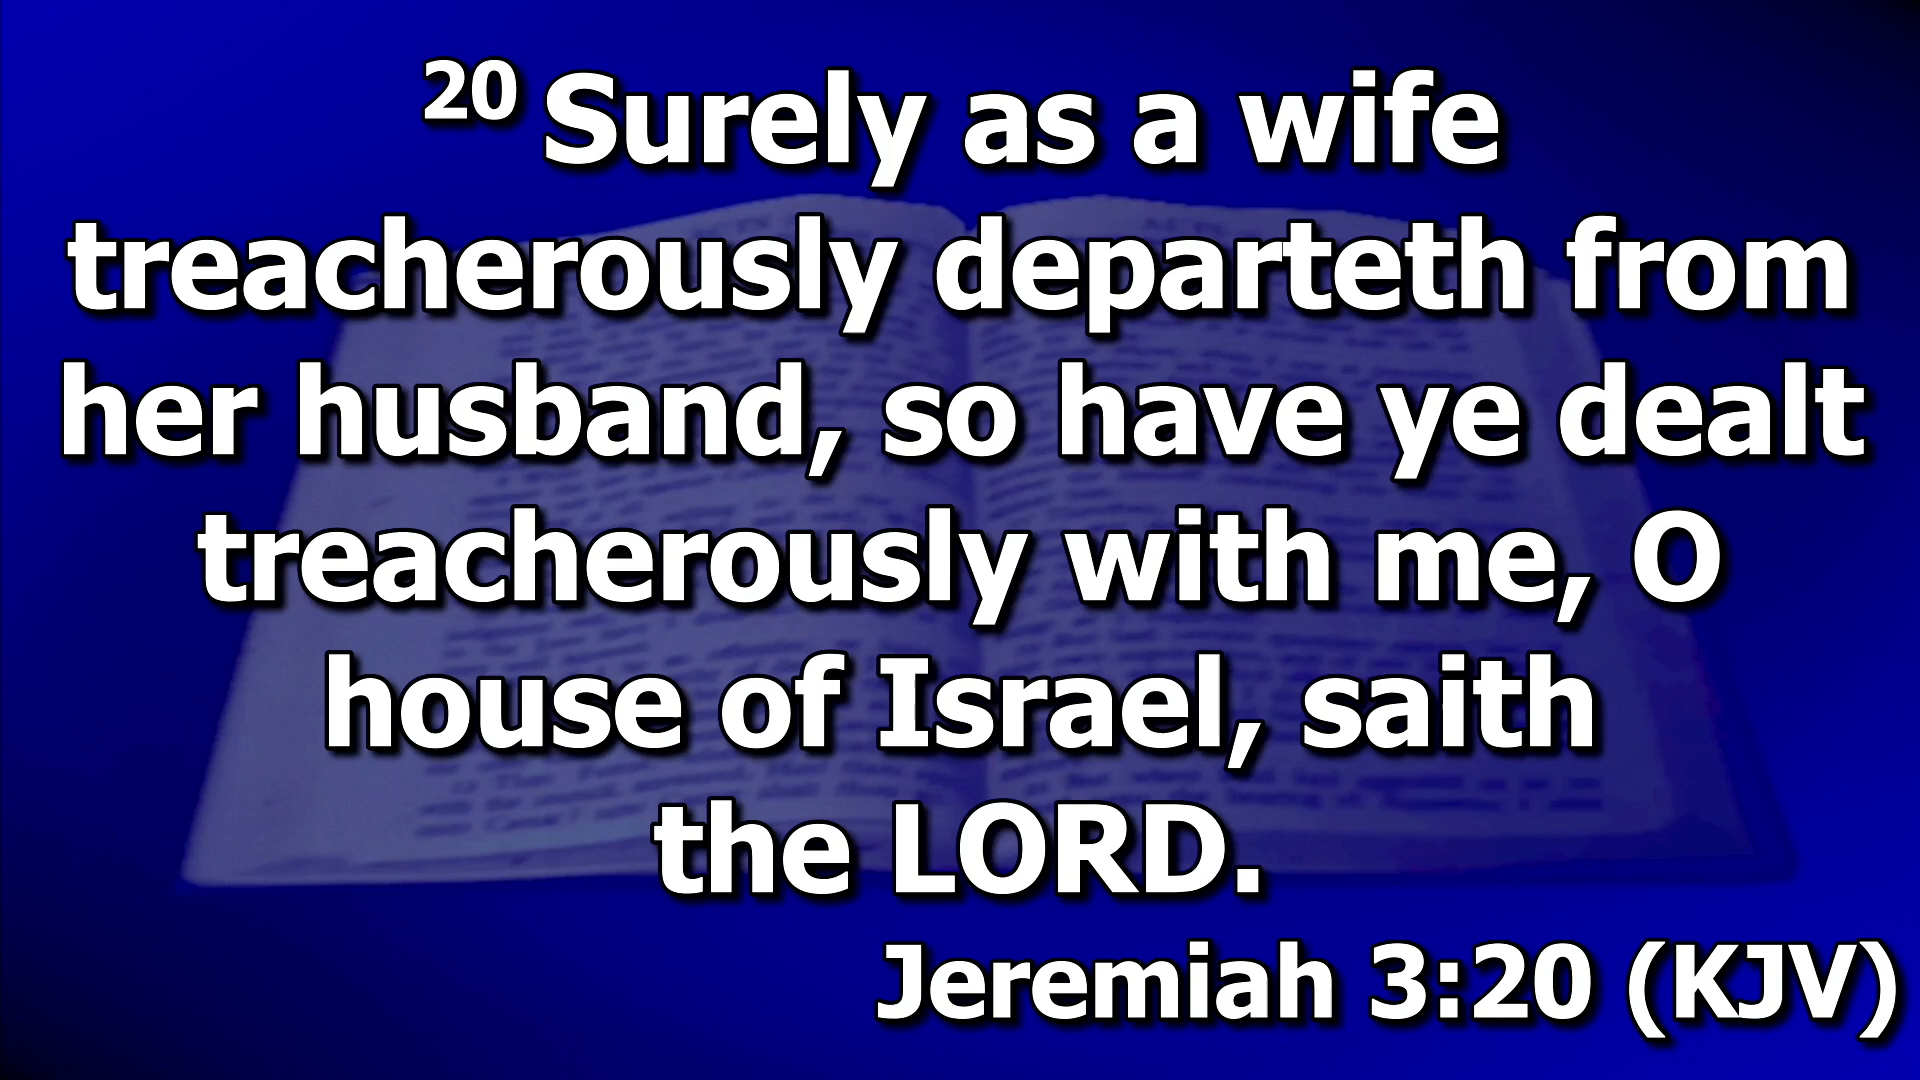 20 Surely as a wife
treacherously departeth from
her husband, so have ye dealt
treacherously with me, O
house of Israel, saith
the LORD.
Jeremiah 3:20 (KJV)